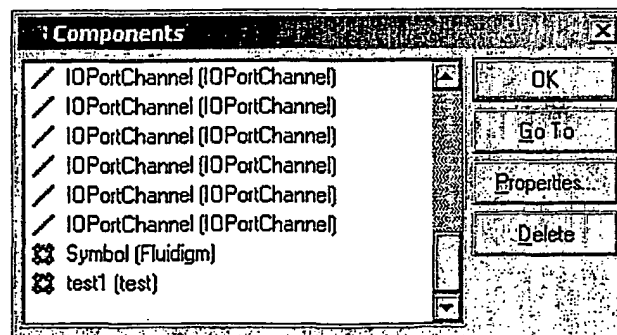 Components
IOPortChannel (IOPortChannel)
IOPortChannel (IOPortChannel)
IOPortChannel (IOPortChannel)
IOPortChannel (IOPortChannel)
IOPortChannel (IOPortChannel)
IOPortChannel (IOPortChannel)
Symbol (Fluidigm)
test1 (test)
OK
Go To
Properties...
Delete